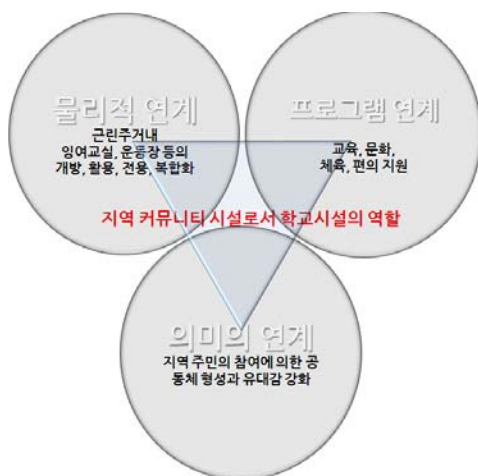 물리적 연계
근린주거내
잉여교실, 운동장 등의
개방, 활용, 전용, 복합화
프로그램 연계
교육, 문화,
체육, 편의 지원
지역 커뮤니티 시설로서 학교시설의 역할
의미의 연계
지역 주민의 참여에 의한 공
동체 형성과 유대감 강화